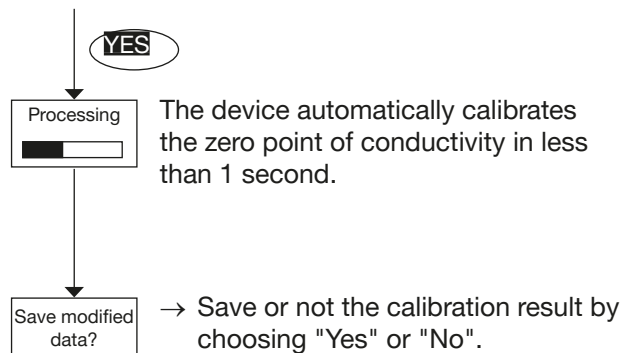 YES
Processing
The device automatically calibrates
the zero point of conductivity in less
than 1 second.
Save modified
data?
→ Save or not the calibration result by
choosing "Yes" or "No".